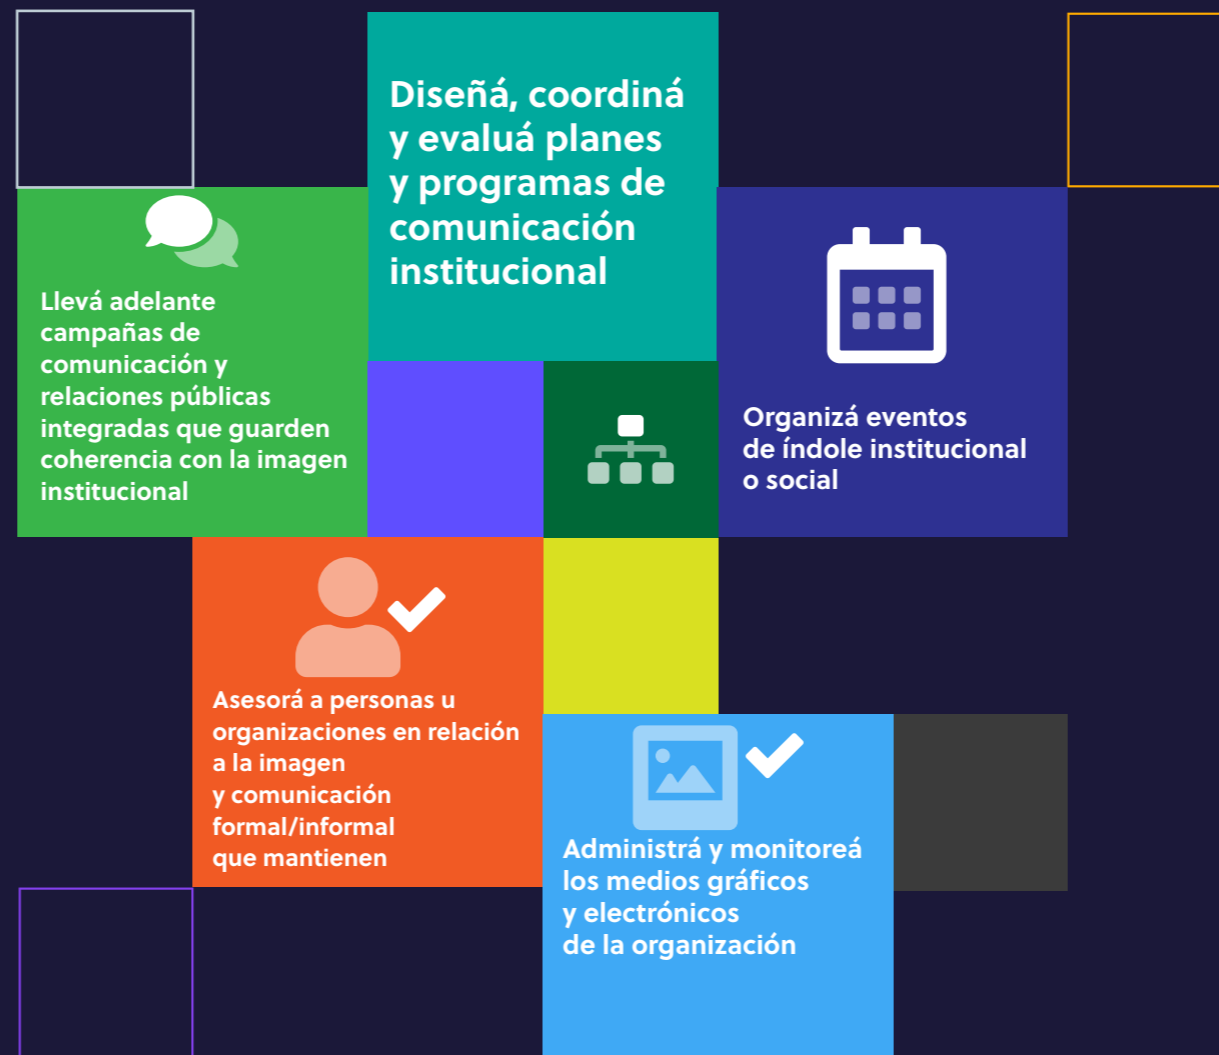 Diseñá, coordiná
y evaluá planes
y programas de
comunicación
institucional
Llevá adelante
campañas de
comunicación y
relaciones públicas
integradas que guarden
coherencia con la imagen
institucional
Organizá eventos
de índole institucional
o social
Asesorá a personas u
organizaciones en relación
a la imagen
y comunicación
formal/informal
que mantienen
Administrá y monitoreá
los medios gráficos
y electrónicos
de la organización